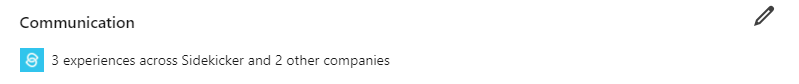 Communication
3 experiences across Sidekicker and 2 other companies